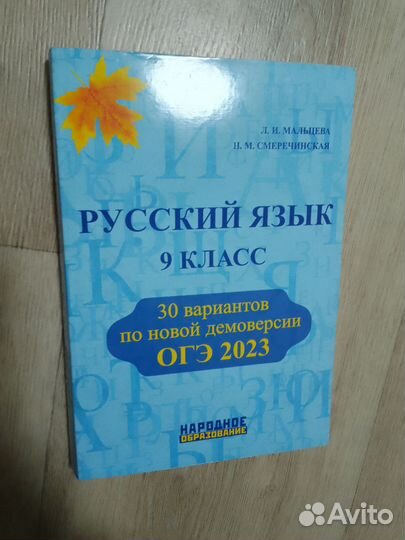 Л. И. МАЛЬЦЕВА
Н. М. СМЕРЕЧИНСКАЯ
РУССКИЙ ЯЗЫК
9 КЛАСС
30 вариантов
по новой демоверсии
ОГЭ 2023
НАРОДНОЕ
ОБРАЗОВАНИЕ
Avito